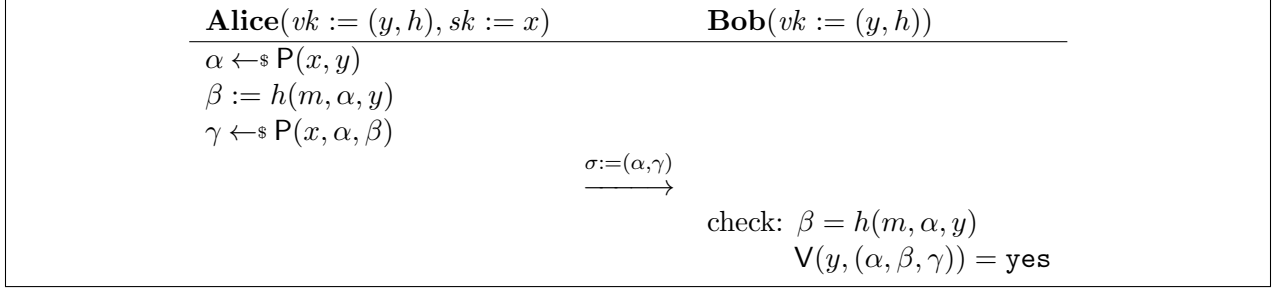 Alice(vk := (y, h), sk := x) Bob(vk := (y, h))
α ←$ P(x, y)
β := h(m, α, y)
γ ←$ P(x, α, β)
σ:=(α,γ)
check: β = h(m, α, y)
V(y, (α, β, γ)) = yes